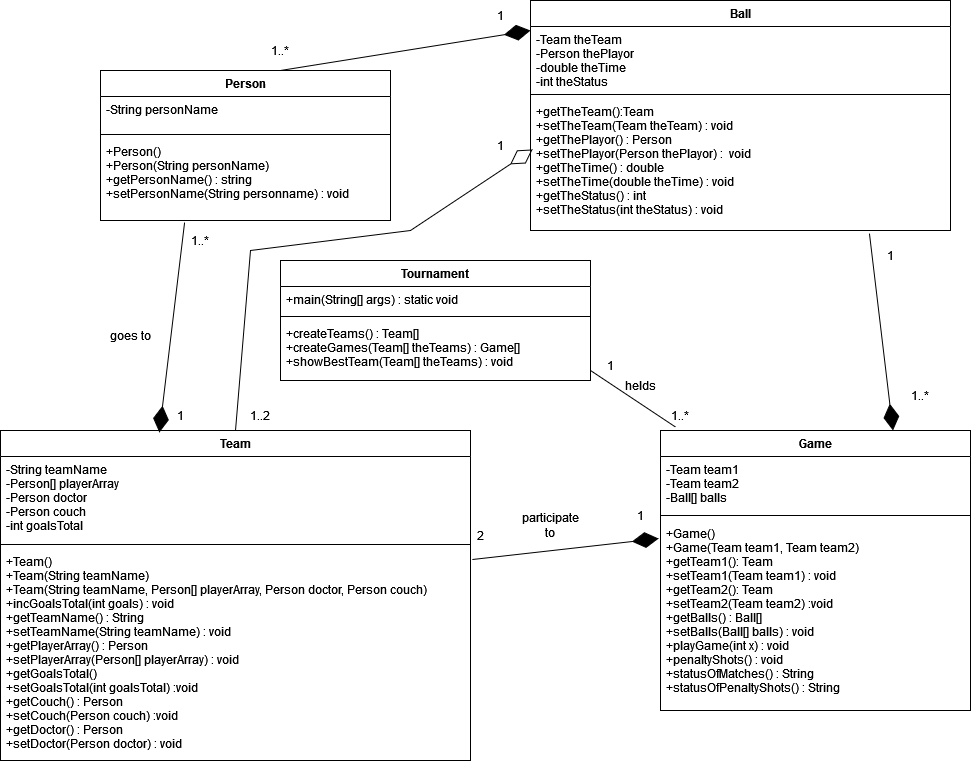 1
Ball
-Team theTeam
-Person thePlayor
-double theTime
-int theStatus
+getTheTeam():Team
+setTheTeam(Team theTeam) : void
+getThePlayor() : Person
+setThePlayor(Person thePlayor) :  void
+getTheTime() : double
+setTheTime(double theTime) : void
+getTheStatus() : int
+setTheStatus(int theStatus) : void
1..*
Person
-String personName
+Person()
+Person(String personName)
+getPersonName() : string
+setPersonName(String personname) : void
1
1..*
1
Tournament
+main(String[] args) : static void
+createTeams() : Team[]
+createGames(Team[] theTeams) : Game[]
+showBestTeam(Team[] theTeams) : void
goes to
1
helds
1..*
1..*
1
1..2
Team
-String teamName
-Person[] playerArray
-Person doctor
-Person couch
-int goalsTotal
+Team()
+Team(String teamName)
+Team(String teamName, Person[] playerArray, Person doctor, Person couch)
+incGoalsTotal(int goals) : void
+getTeamName() : String
+setTeamName(String teamName) : void
+getPlayerArray() : Person
+setPlayerArray(Person[] playerArray) : void
+getGoalsTotal()
+setGoalsTotal(int goalsTotal) :void
+getCouch() : Person
+setCouch(Person couch) :void
+getDoctor() : Person
+setDoctor(Person doctor) : void
2
participate
to
1
Game
-Team team1
-Team team2
-Ball[] balls
+Game()
+Game(Team team1, Team team2)
+getTeam1(): Team
+setTeam1(Team team1) : void
+getTeam2(): Team
+setTeam2(Team team2) :void
+getBalls() : Ball[]
+setBalls(Ball[] balls) : void
+playGame(int x) : void
+penaltyShots() : void
+statusOfMatches() : String
+statusOfPenaltyShots() : String